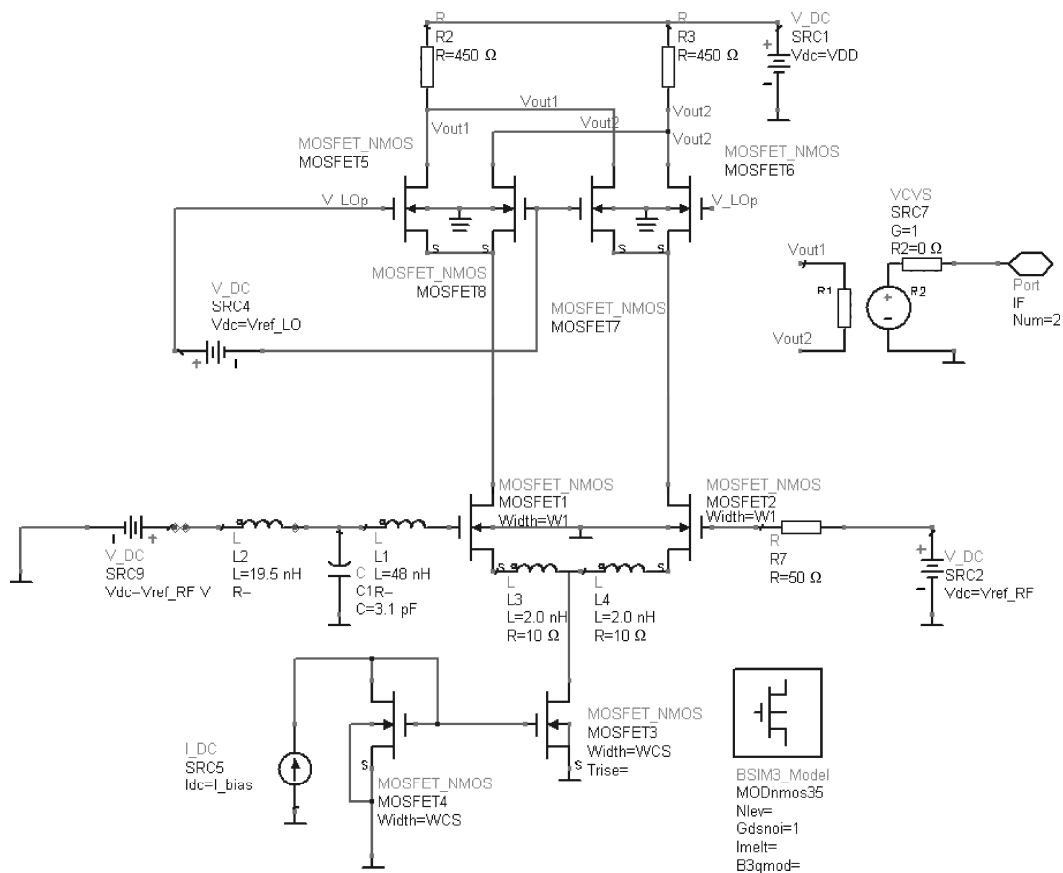 R
R2
R=450 Ω
R
R3
R=450 Ω
V_DC
SRC1
Vdc=VDD
+
-
Vout1
Vout1
Vout2
Vout2
Vout2
MOSFET_NMOS
MOSFET5
MOSFET_NMOS
MOSFET6
V_LOp
V_LOp
s
s
s
s
MOSFET_NMOS
MOSFET8
MOSFET_NMOS
MOSFET7
VCVS
SRC7
G=1
R2=0 Ω
Vout1
R1
+
-
R2
Vout2
Port
IF
Num=2
V_DC
SRC4
Vdc=Vref_LO
+
MOSFET_NMOS
MOSFET1
Width=W1
MOSFET_NMOS
MOSFET2
Width=W1
+
V_DC
SRC9
Vdc=Vref_RF V
L
L2
L=19.5 nH
R=
C
C1
C=3.1 pF
L
L1
L=48 nH
R=
s
s
L
L3
L=2.0 nH
R=10 Ω
L
L4
L=2.0 nH
R=10 Ω
R
R7
R=50 Ω
+
-
V_DC
SRC2
Vdc=Vref_RF
I_DC
SRC5
Idc=I_bias
s
MOSFET_NMOS
MOSFET4
Width=WCS
MOSFET_NMOS
MOSFET3
Width=WCS
Trise=
s
BSIM3_Model
MODnmos35
Nlev=
Gdsnoi=1
Imelt=
B3qmod=